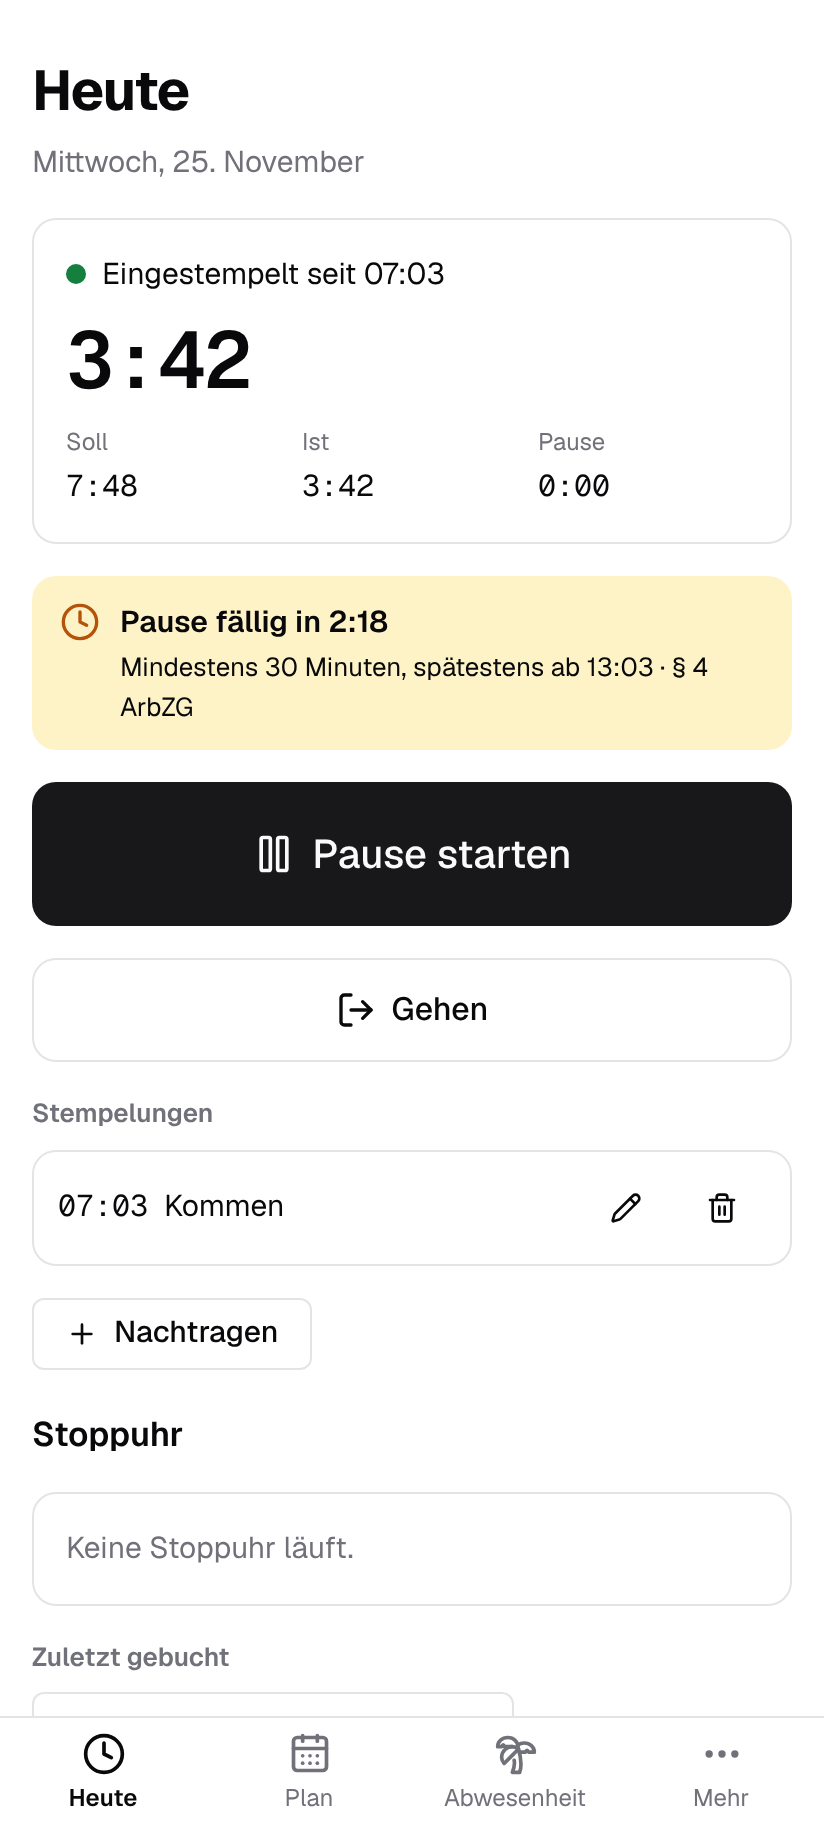 Heute
Mittwoch, 25. November
Eingestempelt seit 07:03
3:42
Soll Ist Pause
7:48 3:42 0:00
Pause fällig in 2:18
Mindestens 30 Minuten, spätestens ab 13:03 · § 4
ArbZG
Pause starten
Gehen
Stempelungen
07:03 Kommen
Nachtragen
Stoppuhr
Keine Stoppuhr läuft.
Zuletzt gebucht
Heute Plan Abwesenheit Mehr